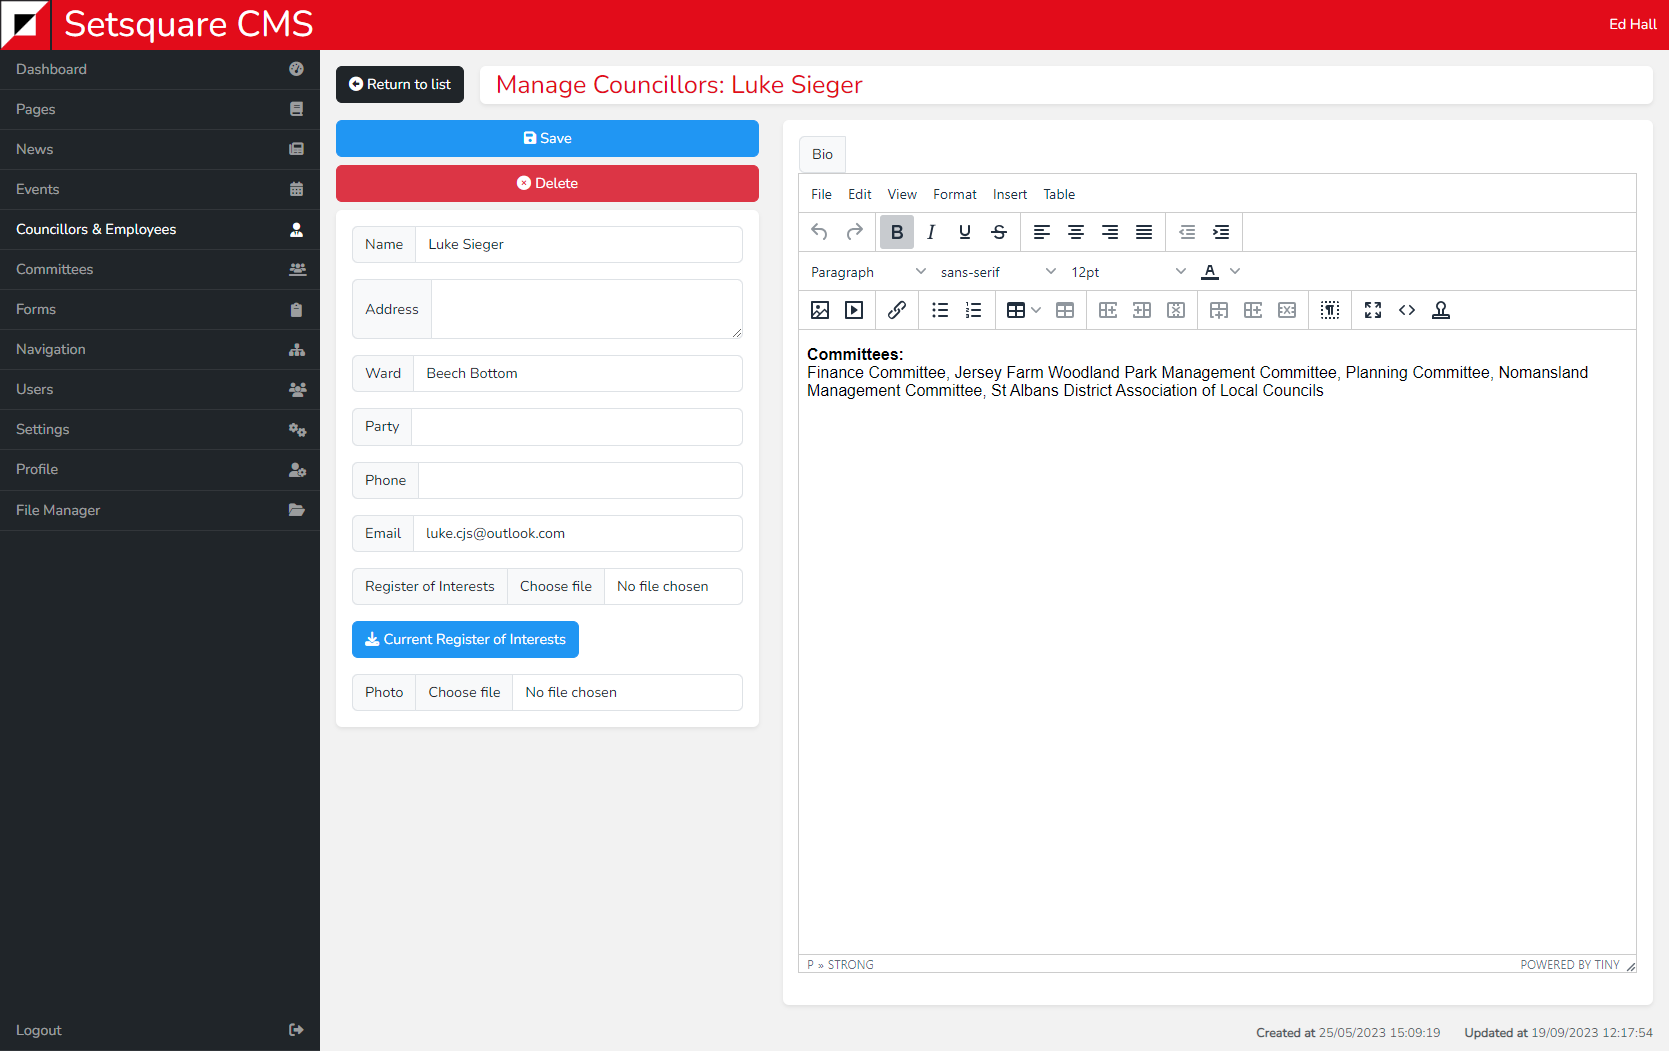 Setsquare CMS
Ed Hall
Dashboard
Pages
News
Events
Councillors & Employees
Committees
Forms
Navigation
Users
Settings
Profile
File Manager
Logout
Return to list
Manage Councillors: Luke Sieger
Save
Delete
Name Luke Sieger
Address
Ward Beech Bottom
Party
Phone
Email luke.cjs@outlook.com
Register of Interests Choose file No file chosen
Current Register of Interests
Photo Choose file No file chosen
Bio
File Edit View Format Insert Table
B I U S
Paragraph sans-serif 12pt A
Committees:
Finance Committee, Jersey Farm Woodland Park Management Committee, Planning Committee, Nomansland
Management Committee, St Albans District Association of Local Councils
P » STRONG
POWERED BY TINY
Created at 25/05/2023 15:09:19 Updated at 19/09/2023 12:17:54